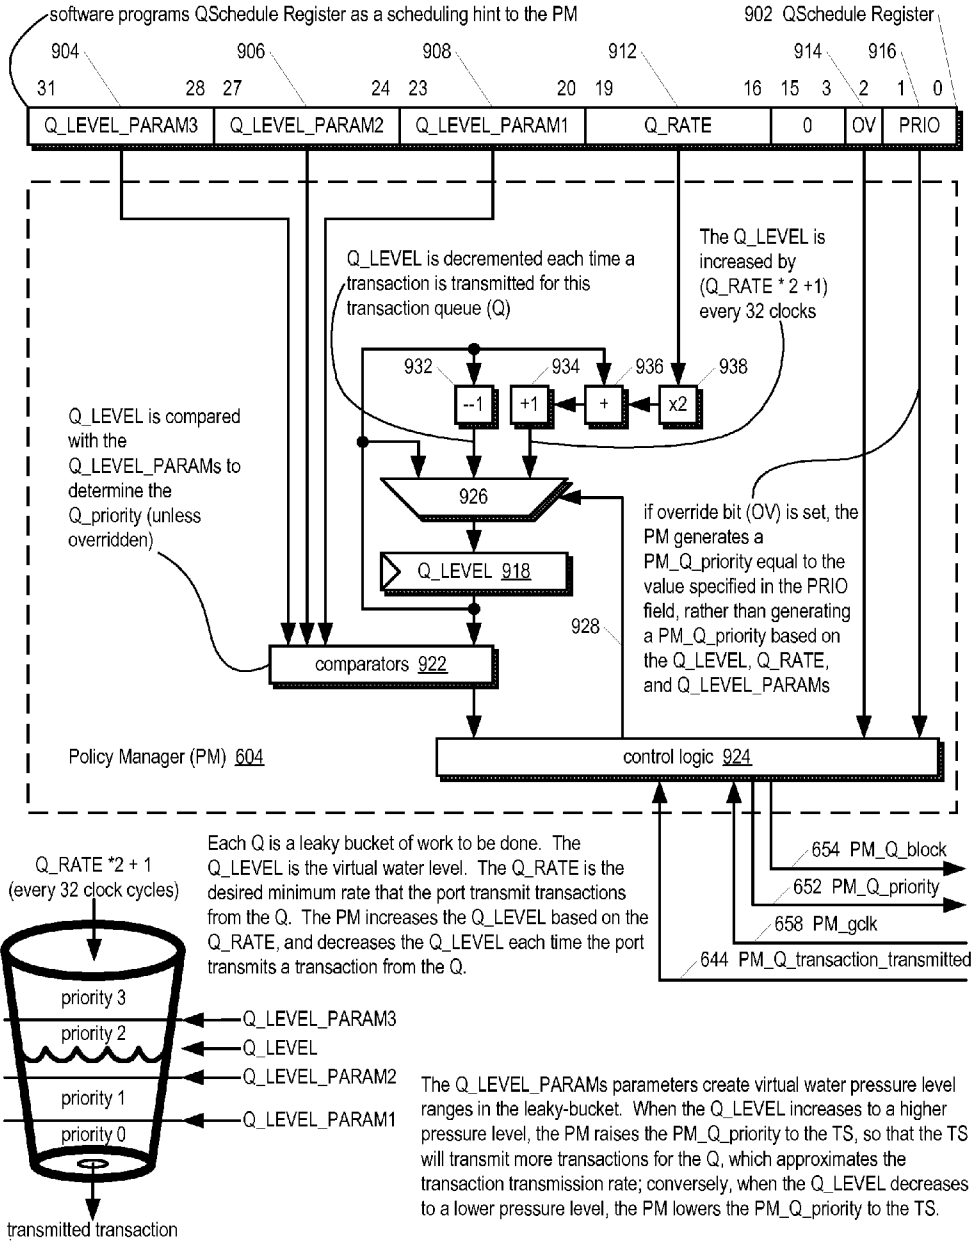 software programs QSchedule Register as a scheduling hint to the PM
902 QSchedule Register
904
906
908
912
914
916
31 28 27 24 23 20 19 16 15 3 2 1 0
Q_LEVEL_PARAM3 Q_LEVEL_PARAM2 Q_LEVEL_PARAM1 Q_RATE 0 OV PRIO
Q_LEVEL is decremented each time a
transaction is transmitted for this
transaction queue (Q)
The Q_LEVEL is
increased by
(Q_RATE * 2 +1)
every 32 clocks
932 934 936 938
--1 +1 + x2
Q_LEVEL is compared
with the
Q_LEVEL_PARAMs to
determine the
Q_priority (unless
overridden)
926
Q_LEVEL 918
928
if override bit (OV) is set, the
PM generates a
PM_Q_priority equal to the
value specified in the PRIO
field, rather than generating
a PM_Q_priority based on
the Q_LEVEL, Q_RATE,
and Q_LEVEL_PARAMs
comparators 922
Policy Manager (PM) 604
control logic 924
654 PM_Q_block
652 PM_Q_priority
658 PM_gclk
644 PM_Q_transaction_transmitted
Each Q is a leaky bucket of work to be done. The
Q_LEVEL is the virtual water level. The Q_RATE is the
desired minimum rate that the port transmit transactions
from the Q. The PM increases the Q_LEVEL based on the
Q_RATE, and decreases the Q_LEVEL each time the port
transmits a transaction from the Q.
Q_RATE *2 + 1
(every 32 clock cycles)
priority 3
Q_LEVEL_PARAM3
priority 2
Q_LEVEL
Q_LEVEL_PARAM2
priority 1
Q_LEVEL_PARAM1
priority 0
transmitted transaction
The Q_LEVEL_PARAMs parameters create virtual water pressure level
ranges in the leaky-bucket. When the Q_LEVEL increases to a higher
pressure level, the PM raises the PM_Q_priority to the TS, so that the TS
will transmit more transactions for the Q, which approximates the
transaction transmission rate; conversely, when the Q_LEVEL decreases
to a lower pressure level, the PM lowers the PM_Q_priority to the TS.